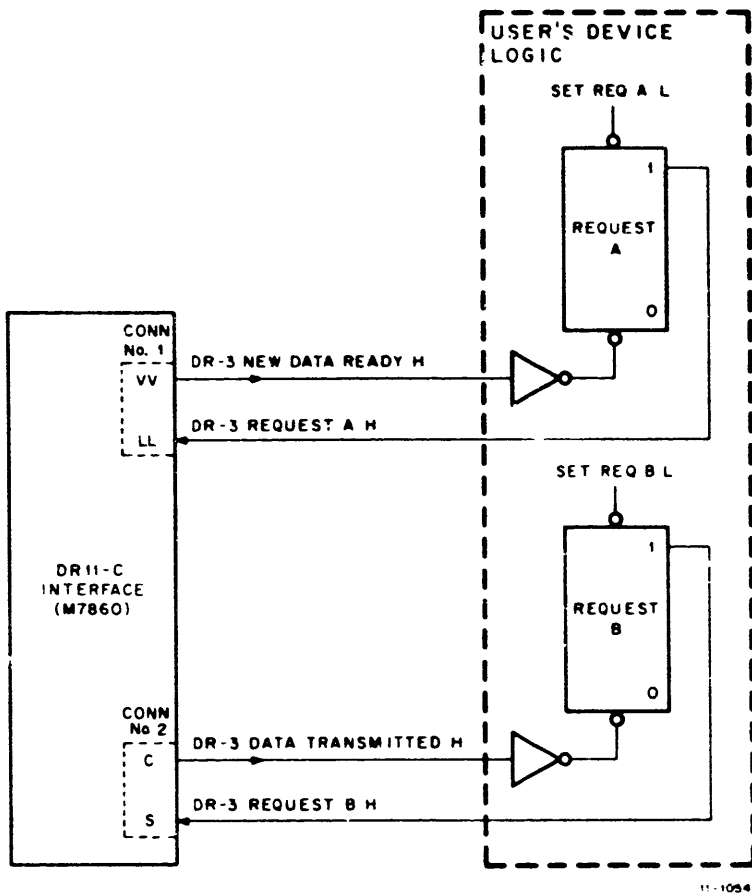 USER'S DEVICE
LOGIC
SET REQ A L
1
REQUEST
A
0
CONN
No. 1
VV
DR-3 NEW DATA READY H
LL
DR-3 REQUEST A H
SET REQ B L
1
REQUEST
B
0
DR11-C
INTERFACE
(M7860)
CONN
No 2
C
DR-3 DATA TRANSMITTED H
S
DR-3 REQUEST B H
11-1094